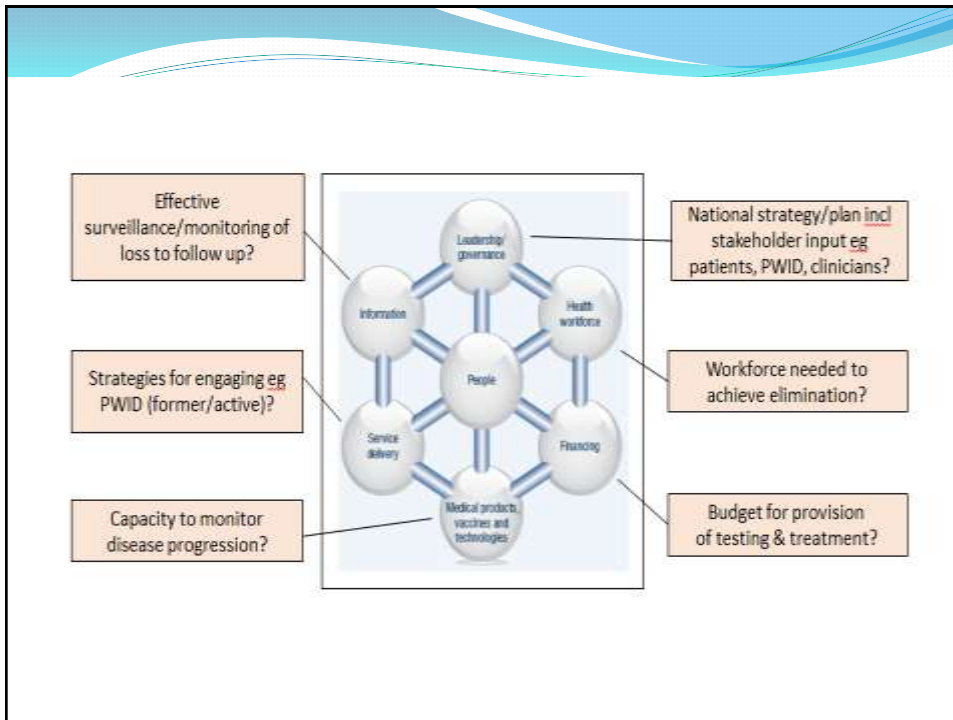 Effective
surveillance/monitoring of
loss to follow up?
Strategies for engaging eg
PWID (former/active)?
Capacity to monitor
disease progression?
Leadership/
governance
Information
Health
workforce
People
Service
delivery
Financing
Medical products,
vaccines and
technologies
National strategy/plan incl
stakeholder input eg
patients, PWID, clinicians?
Workforce needed to
achieve elimination?
Budget for provision
of testing & treatment?